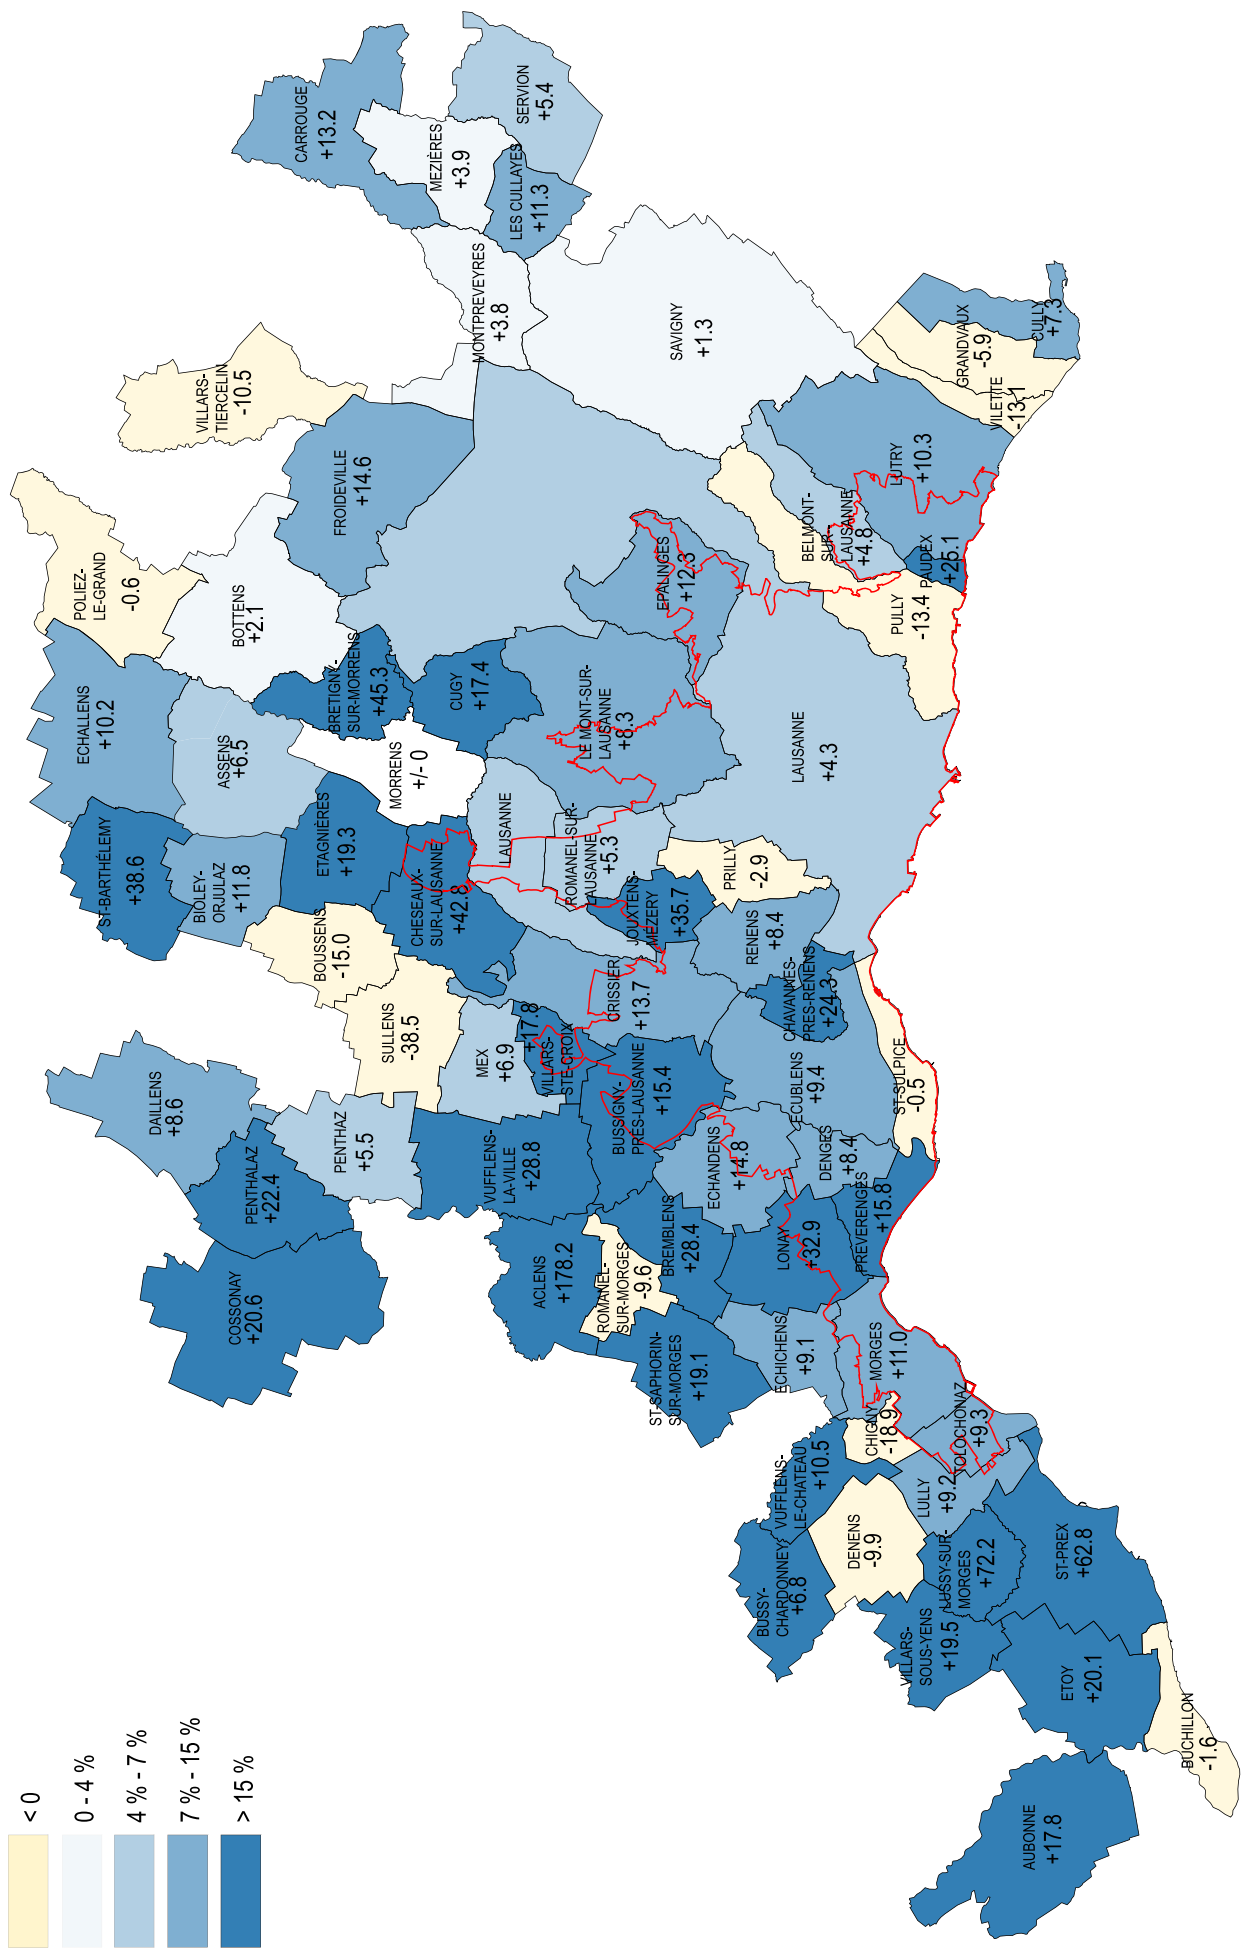 < 0
0 - 4 %
4 % - 7 %
7 % - 15 %
> 15 %
AUBONNE
+17.8
BUCHILLON
-1.6
ETOY
+20.1
ST-PREX
+62.8
VILLARS-
SOUS-YENS
+19.5
LUSSY-SUR-
MORGES
+72.2
BUSSY-
CHARDONNEY
+6.8
DENENS
-9.9
VUFFLENS-
LE-CHATEAU
+10.5
LULLY
+9.2
CHIGNY
-18.9
TOLOCHONAZ
+9.3
MORGES
+11.0
ECHICHENS
+9.1
ST-SAPHORIN-
SUR-MORGES
+19.1
ROMANEL-
SUR-MORGES
-9.6
ACLENS
+178.2
BREMBLENS
+28.4
LONAY
+32.9
PREVERENGES
+15.8
DENGES
+8.4
ECHANDENS
+14.8
COSSONAY
+20.6
PENTHALAZ
+22.4
DAILLENS
+8.6
PENTHAZ
+5.5
VUFFLENS-
LA-VILLE
+28.8
BUSSIGNY-
PRÈS-LAUSANNE
+15.4
ECUBLENS
+9.4
ST-SULPICE
-0.5
MEX
+6.9
SULLENS
-38.5
VILLARS-
STE-CROIX
+17.8
CRISSIER
+13.7
CHAVANNES-
PRES-RENENS
+24.3
RENENS
+8.4
BOUSSENS
-15.0
CHESEAUX-
SUR-LAUSANNE
+42.8
JOUXTENS-
MÉZERY
+35.7
PRILLY
-2.9
ST-BARTHÉLEMY
+38.6
BIOLEY-
ORJULAZ
+11.8
ETAGNIÈRES
+19.3
LAUSANNE
ROMANEL-SUR-
LAUSANNE
+5.3
ECHALLENS
+10.2
ASSENS
+6.5
MORRENS
+/- 0
BRETIGNY-
SUR-MORRENS
+45.3
CUGY
+17.4
LE MONT-SUR-
LAUSANNE
+8.3
LAUSANNE
+4.3
POLIEZ-
LE-GRAND
-0.6
BOTTENS
+2.1
FROIDEVILLE
+14.6
EPALINGES
+12.3
PULLY
-13.4
PAUDEX
+25.1
BELMONT-
SUR-
LAUSANNE
+4.8
LUTRY
+10.3
VILLARS-
TIERCELIN
-10.5
MONTPREVEYRES
+3.8
SAVIGNY
+1.3
VILETTE
-13.1
GRANDVAUX
-5.9
CULLY
+7.3
CARROUGE
+13.2
MEZIÈRES
+3.9
LES CULLAYES
+11.3
SERVION
+5.4